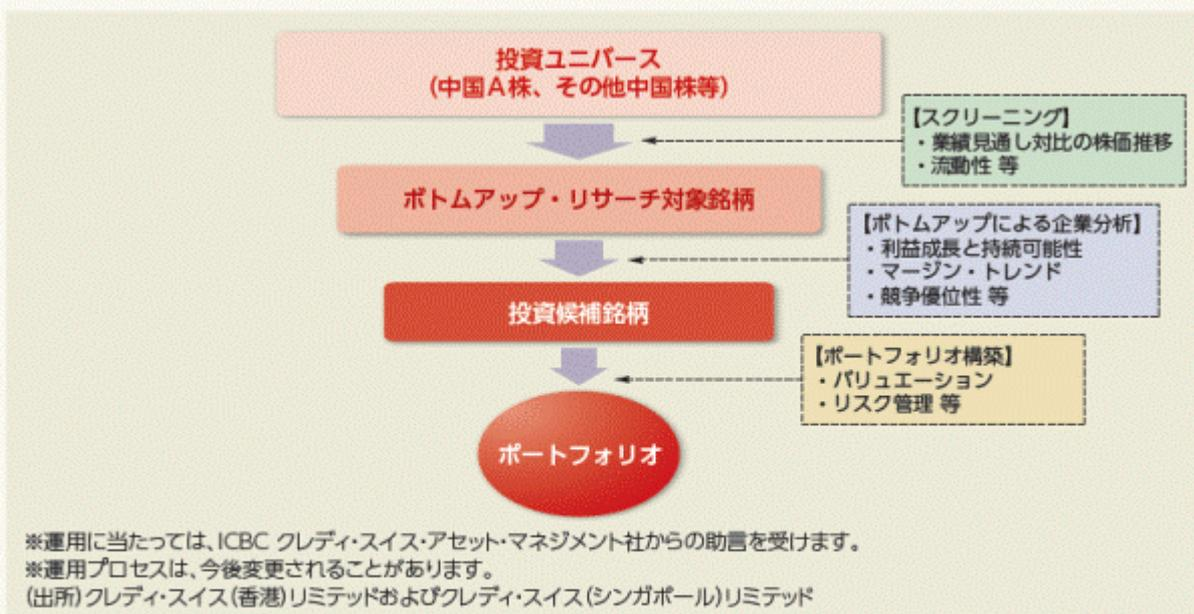 投資ユニバース
（中国Ａ株、その他中国株等）
【スクリーニング】
・業績見通し対比の株価推移
・流動性 等
ボトムアップ・リサーチ対象銘柄
【ボトムアップによる企業分析】
・利益成長と持続可能性
・マージン・トレンド
・競争優位性 等
投資候補銘柄
【ポートフォリオ構築】
・バリュエーション
・リスク管理 等
ポートフォリオ
※運用に当たっては、ICBC クレディ・スイス・アセット・マネジメント社からの助言を受けます。
※運用プロセスは、今後変更されることがあります。
(出所)クレディ・スイス(香港)リミテッドおよびクレディ・スイス(シンガポール)リミテッド